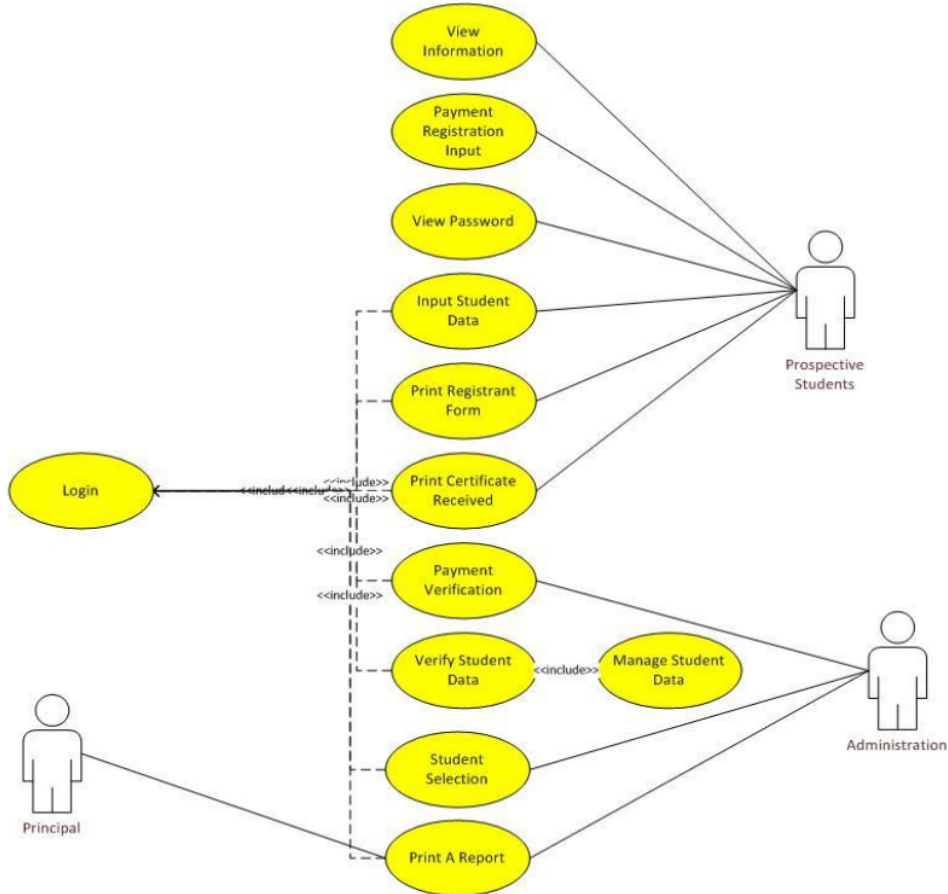 View
Information
Payment
Registration
Input
View Password
Input Student
Data
Prospective
Students
Print Registrant
Form
Login
<<include>>
<<include>>
<<include>>
<<include>>
Print Certificate
Received
<<include>>
Payment
Verification
<<include>>
Verify Student
Data
<<include>>
Manage Student
Data
Administration
Student
Selection
Principal
Print A Report